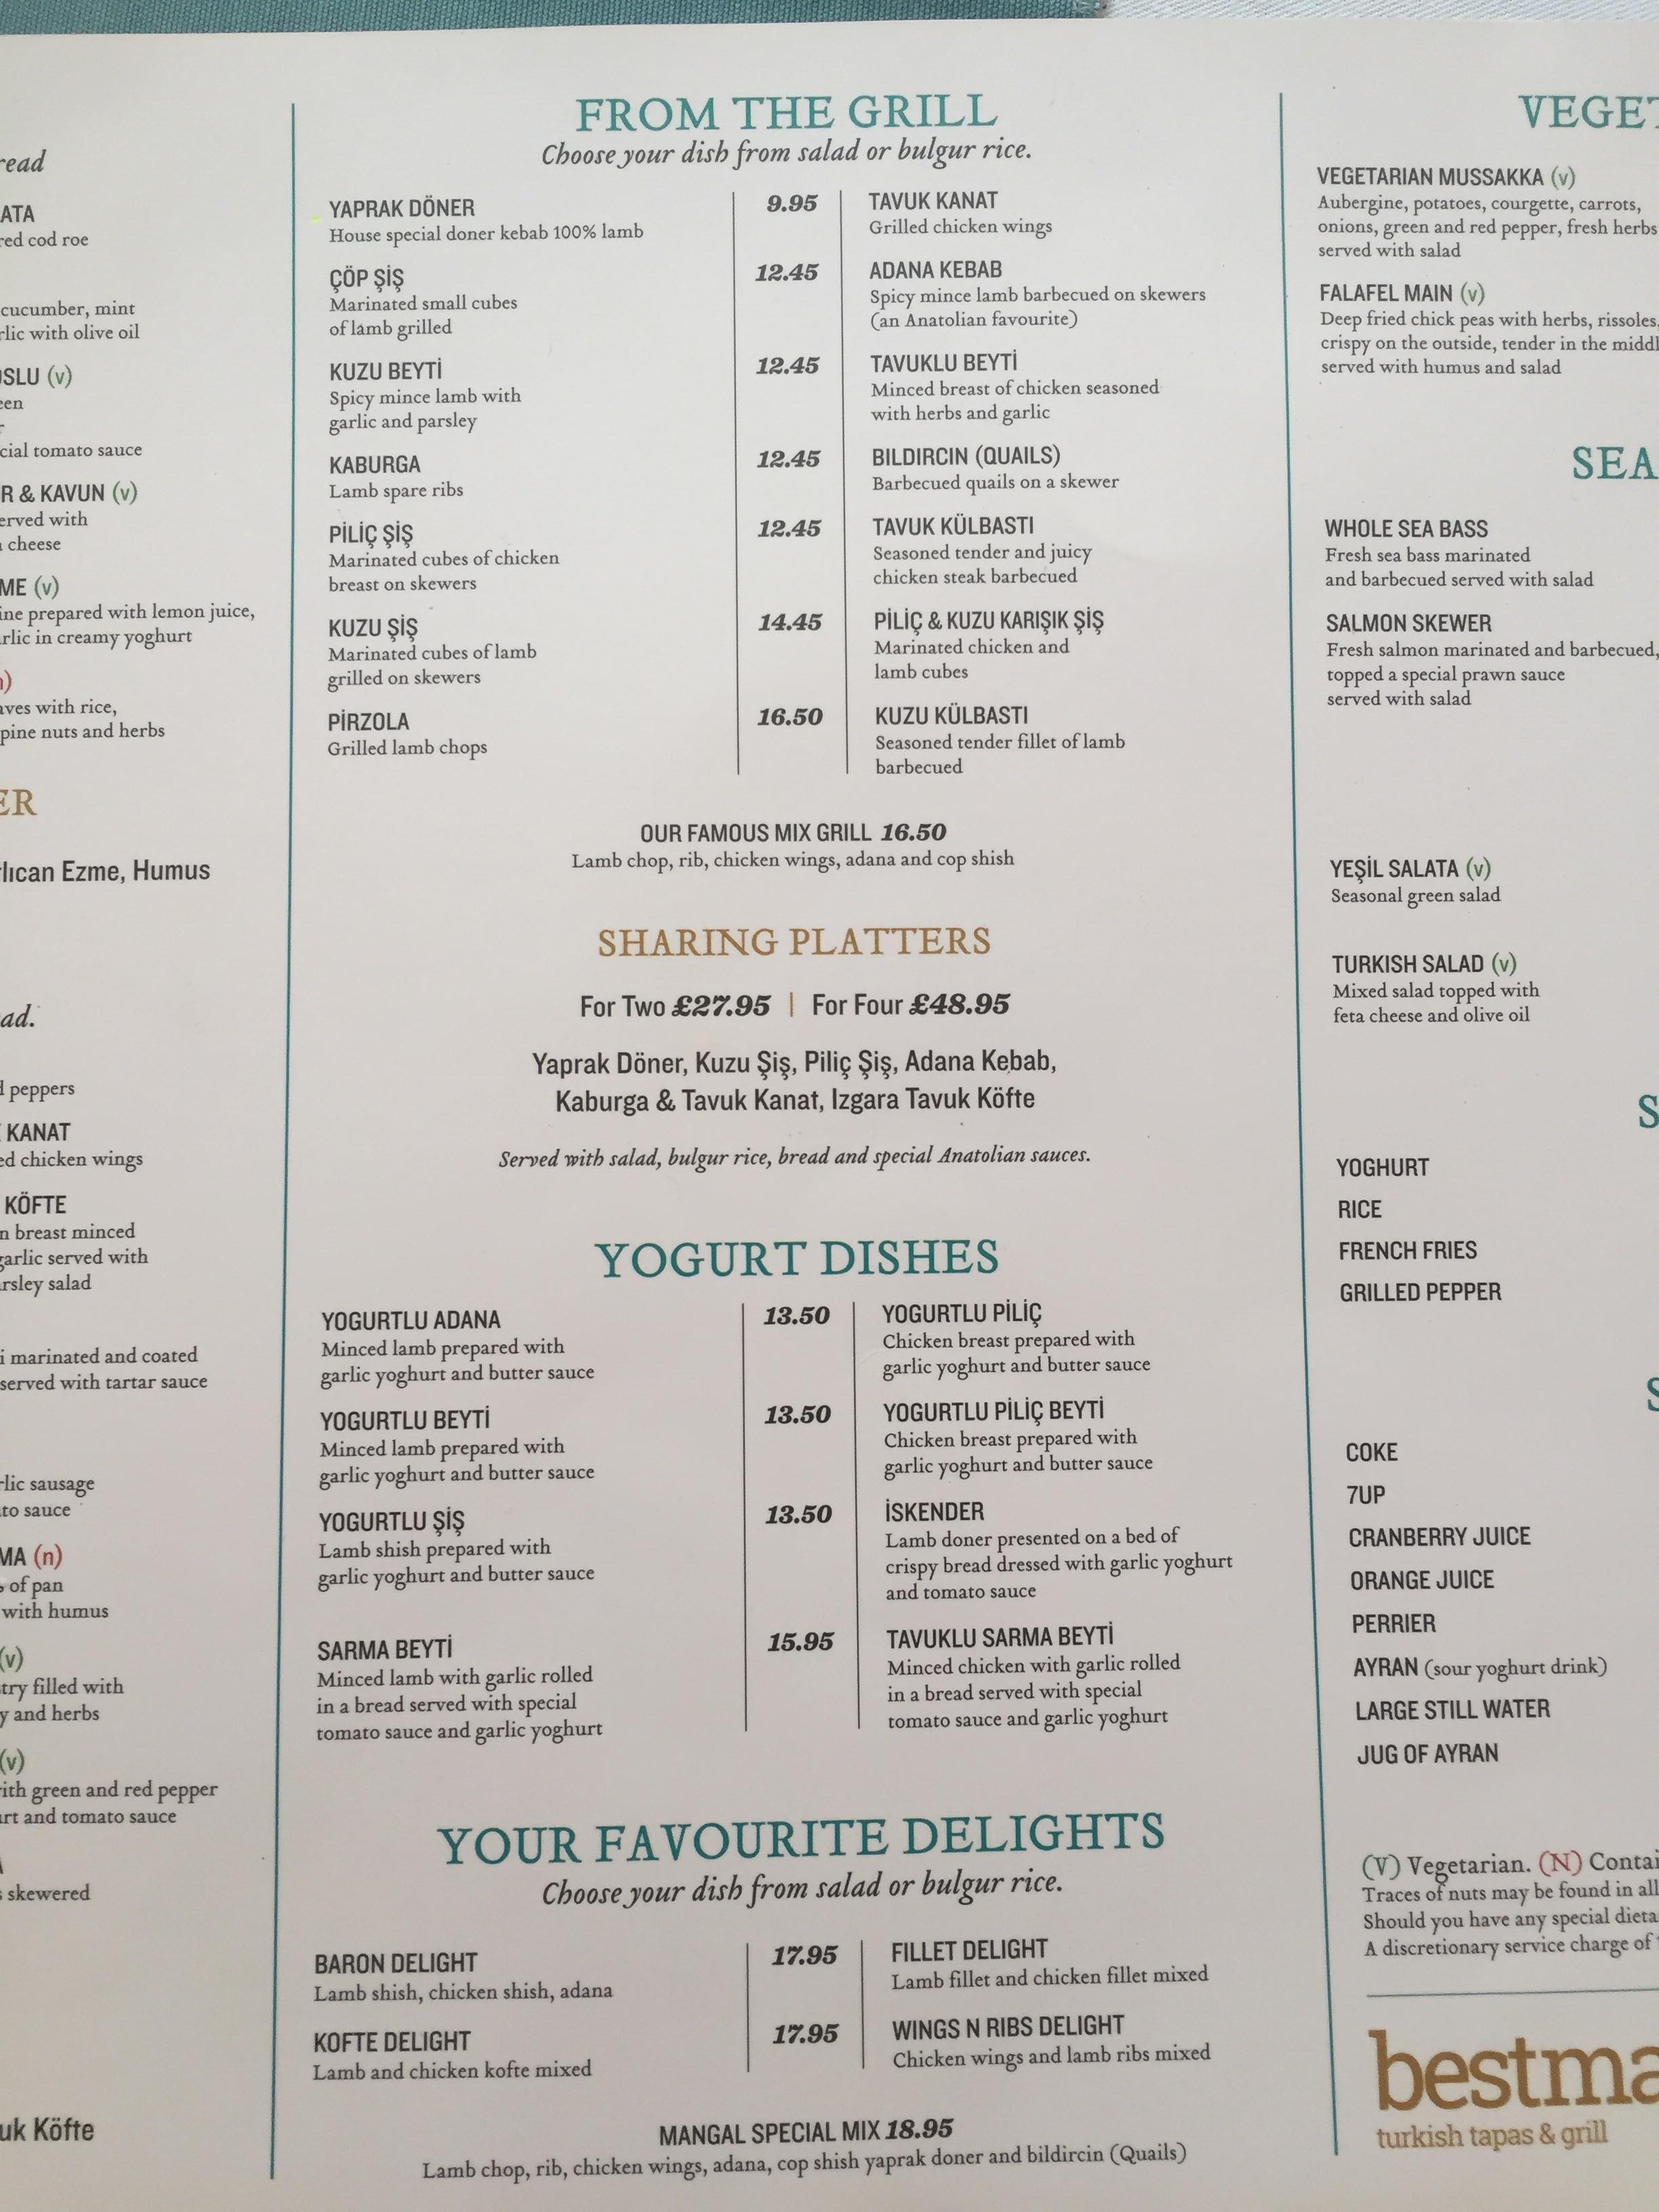 read
ATA
red cod roe
cucumber, mint
rlic with olive oil
SLU (v)
een
r
cial tomato sauce
R & KAVUN (v)
erved with
cheese
ME (v)
ine prepared with lemon juice,
rlic in creamy yoghurt
)
ves with rice,
pine nuts and herbs
ER
lıcan Ezme, Humus
ad.
peppers
KANAT
ed chicken wings
KÖFTE
n breast minced
garlic served with
rsley salad
i marinated and coated
served with tartar sauce
rlic sausage
to sauce
MA (n)
of pan
with humus
(v)
try filled with
y and herbs
(v)
ith green and red pepper
rt and tomato sauce
skewered
uk Köfte
FROM THE GRILL
Choose your dish from salad or bulgur rice.
YAPRAK DÖNER 9.95 TAVUK KANAT
House special doner kebab 100% lamb Grilled chicken wings
ÇÖP ŞİŞ 12.45 ADANA KEBAB
Marinated small cubes Spicy mince lamb barbecued on skewers
of lamb grilled (an Anatolian favourite)
KUZU BEYTİ 12.45 TAVUKLU BEYTİ
Spicy mince lamb with Minced breast of chicken seasoned
garlic and parsley with herbs and garlic
KABURGA 12.45 BILDIRCIN (QUAILS)
Lamb spare ribs Barbecued quails on a skewer
PİLİÇ ŞİŞ 12.45 TAVUK KÜLBASTI
Marinated cubes of chicken Seasoned tender and juicy
breast on skewers chicken steak barbecued
KUZU ŞİŞ 14.45 PİLİÇ & KUZU KARIŞIK ŞİŞ
Marinated cubes of lamb Marinated chicken and
grilled on skewers lamb cubes
PİRZOLA 16.50 KUZU KÜLBASTI
Grilled lamb chops Seasoned tender fillet of lamb
barbecued
OUR FAMOUS MIX GRILL 16.50
Lamb chop, rib, chicken wings, adana and cop shish
SHARING PLATTERS
For Two £27.95 | For Four £48.95
Yaprak Döner, Kuzu Şiş, Piliç Şiş, Adana Kebab,
Kaburga & Tavuk Kanat, Izgara Tavuk Köfte
Served with salad, bulgur rice, bread and special Anatolian sauces.
YOGURT DISHES
YOGURTLU ADANA 13.50 YOGURTLU PİLİÇ
Minced lamb prepared with Chicken breast prepared with
garlic yoghurt and butter sauce garlic yoghurt and butter sauce
YOGURTLU BEYTİ 13.50 YOGURTLU PİLİÇ BEYTİ
Minced lamb prepared with Chicken breast prepared with
garlic yoghurt and butter sauce garlic yoghurt and butter sauce
YOGURTLU ŞİŞ 13.50 İSKENDER
Lamb shish prepared with Lamb doner presented on a bed of
garlic yoghurt and butter sauce crispy bread dressed with garlic yoghurt
and tomato sauce
SARMA BEYTİ 15.95 TAVUKLU SARMA BEYTİ
Minced lamb with garlic rolled Minced chicken with garlic rolled
in a bread served with special in a bread served with special
tomato sauce and garlic yoghurt tomato sauce and garlic yoghurt
YOUR FAVOURITE DELIGHTS
Choose your dish from salad or bulgur rice.
BARON DELIGHT 17.95 FILLET DELIGHT
Lamb shish, chicken shish, adana Lamb fillet and chicken fillet mixed
KOFTE DELIGHT 17.95 WINGS N RIBS DELIGHT
Lamb and chicken kofte mixed Chicken wings and lamb ribs mixed
MANGAL SPECIAL MIX 18.95
Lamb chop, rib, chicken wings, adana, cop shish yaprak doner and bildircin (Quails)
VEGET
VEGETARIAN MUSSAKKA (v)
Aubergine, potatoes, courgette, carrots,
onions, green and red pepper, fresh herbs
served with salad
FALAFEL MAIN (v)
Deep fried chick peas with herbs, rissoles,
crispy on the outside, tender in the middl
served with humus and salad
SEA
WHOLE SEA BASS
Fresh sea bass marinated
and barbecued served with salad
SALMON SKEWER
Fresh salmon marinated and barbecued,
topped a special prawn sauce
served with salad
YEŞİL SALATA (v)
Seasonal green salad
TURKISH SALAD (v)
Mixed salad topped with
feta cheese and olive oil
S
YOGHURT
RICE
FRENCH FRIES
GRILLED PEPPER
S
COKE
7UP
CRANBERRY JUICE
ORANGE JUICE
PERRIER
AYRAN (sour yoghurt drink)
LARGE STILL WATER
JUG OF AYRAN
(V) Vegetarian. (N) Contai
Traces of nuts may be found in all
Should you have any special dieta
A discretionary service charge of
bestma
turkish tapas & grill